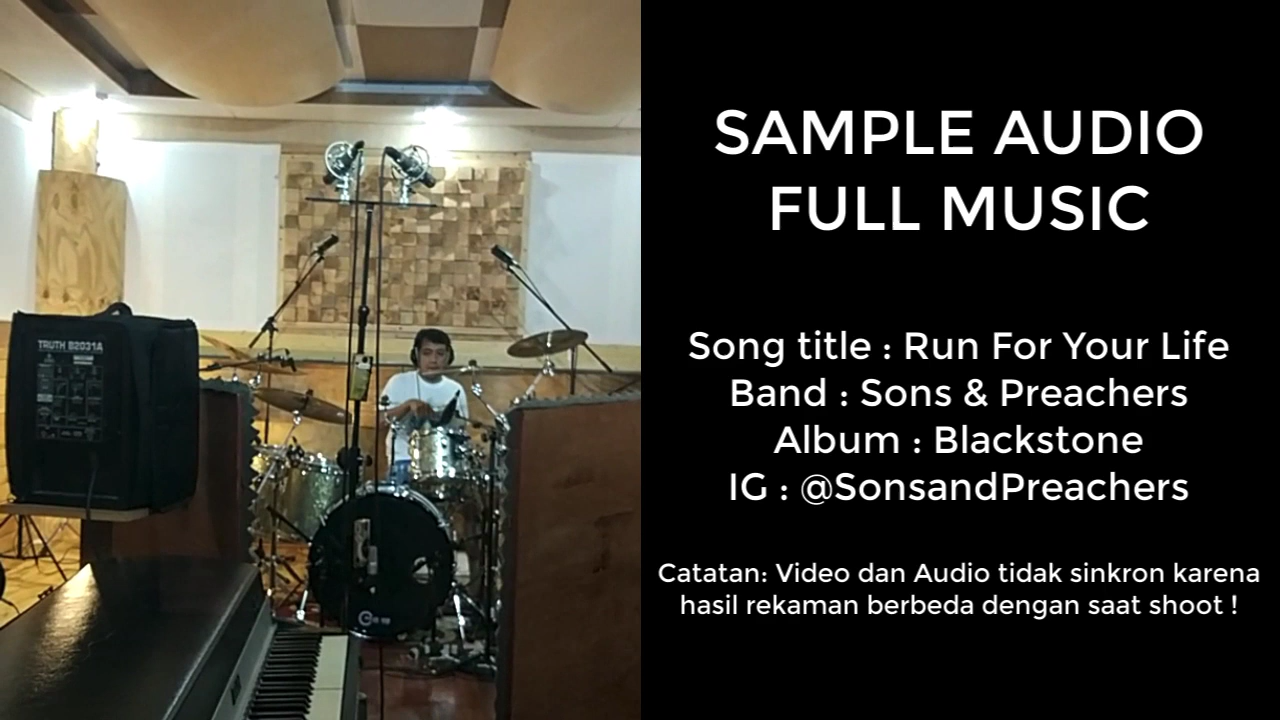 TRUTH B2031A
SAMPLE AUDIO
FULL MUSIC
Song title : Run For Your Life
Band : Sons & Preachers
Album : Blackstone
IG : @SonsandPreachers
Catatan: Video dan Audio tidak sinkron karena
hasil rekaman berbeda dengan saat shoot !